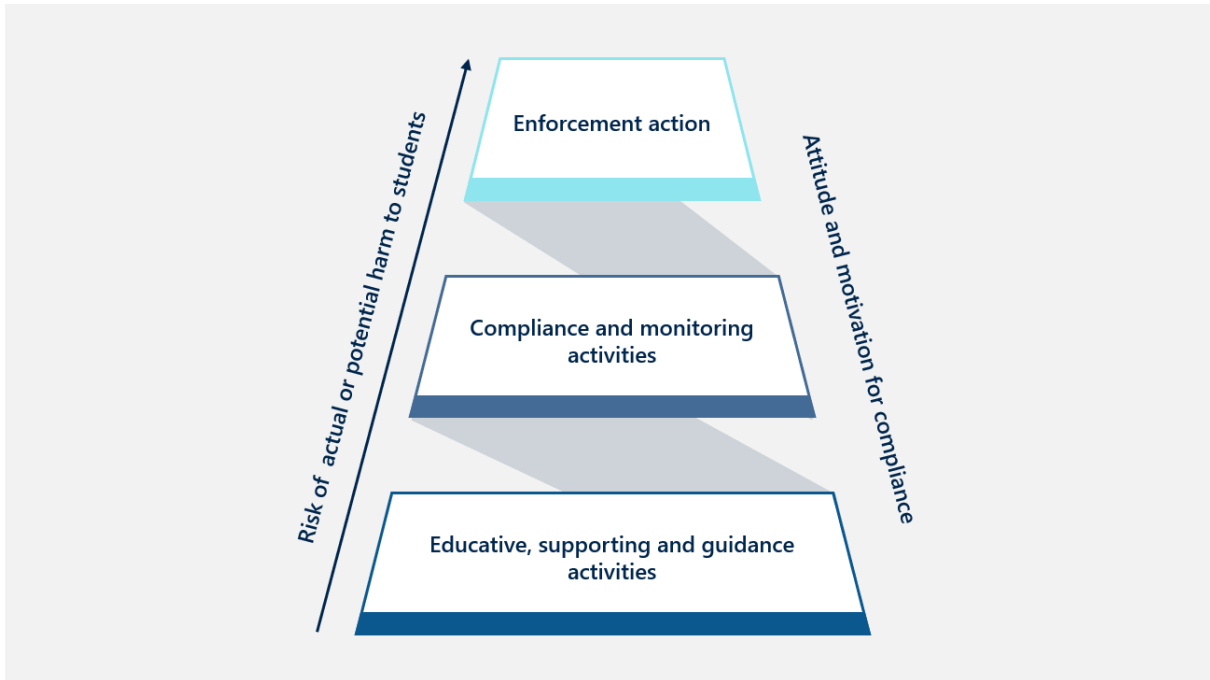 Enforcement action
Risk of actual or potential harm to students
Attitude and motivation for compliance
Compliance and monitoring
activities
Educative, supporting and guidance
activities